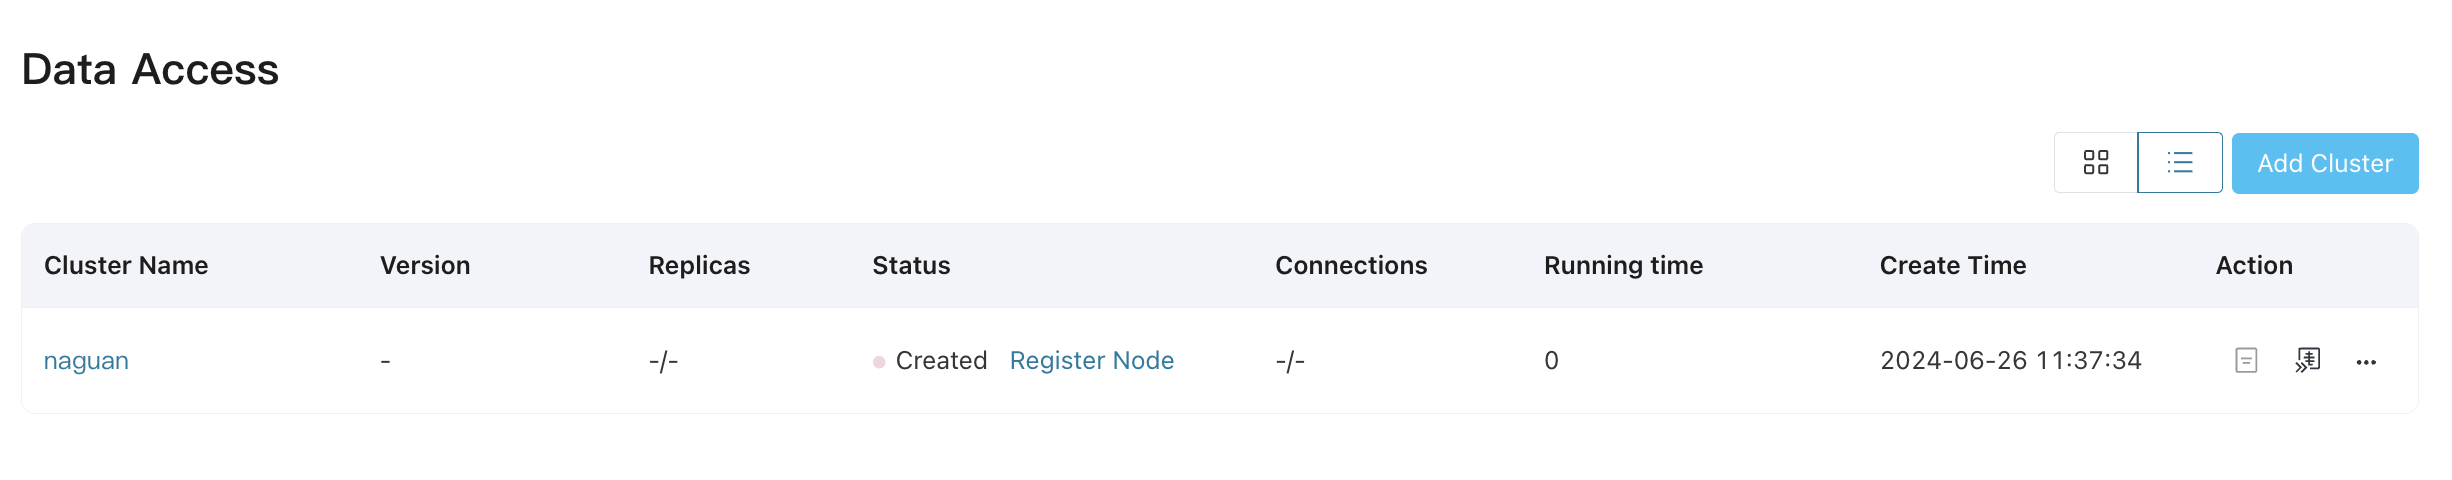 Data Access
Add Cluster
Cluster Name Version Replicas Status Connections Running time Create Time Action
naguan - -/- Created Register Node -/- 0 2024-06-26 11:37:34